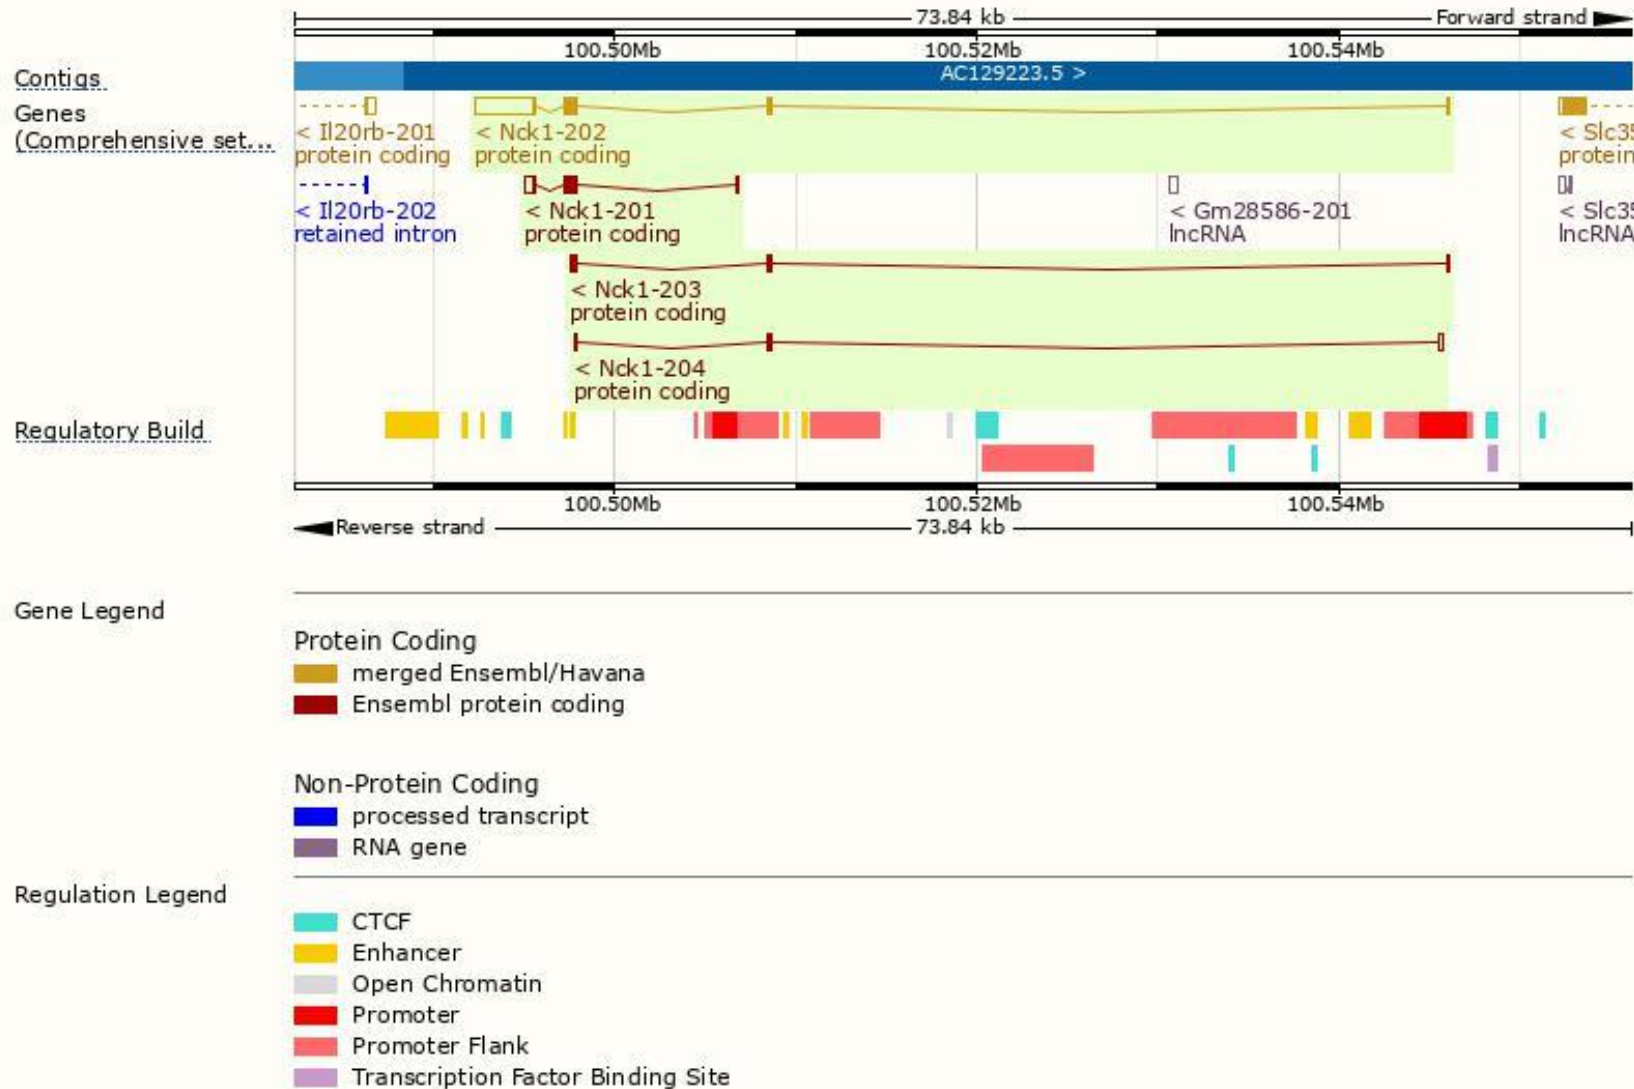 73.84 kb Forward strand
100.50Mb 100.52Mb 100.54Mb
Contigs AC129223.5 >
Genes
(Comprehensive set...
< Il20rb-201 < Nck1-202 < Slc35
protein coding protein coding protein
< Il20rb-202 < Nck1-201 < Gm28586-201 < Slc35
retained intron protein coding lncRNA lncRNA
< Nck1-203
protein coding
< Nck1-204
protein coding
Regulatory Build
100.50Mb 100.52Mb 100.54Mb
Reverse strand 73.84 kb
Gene Legend
Protein Coding
merged Ensembl/Havana
Ensembl protein coding
Non-Protein Coding
processed transcript
RNA gene
Regulation Legend
CTCF
Enhancer
Open Chromatin
Promoter
Promoter Flank
Transcription Factor Binding Site